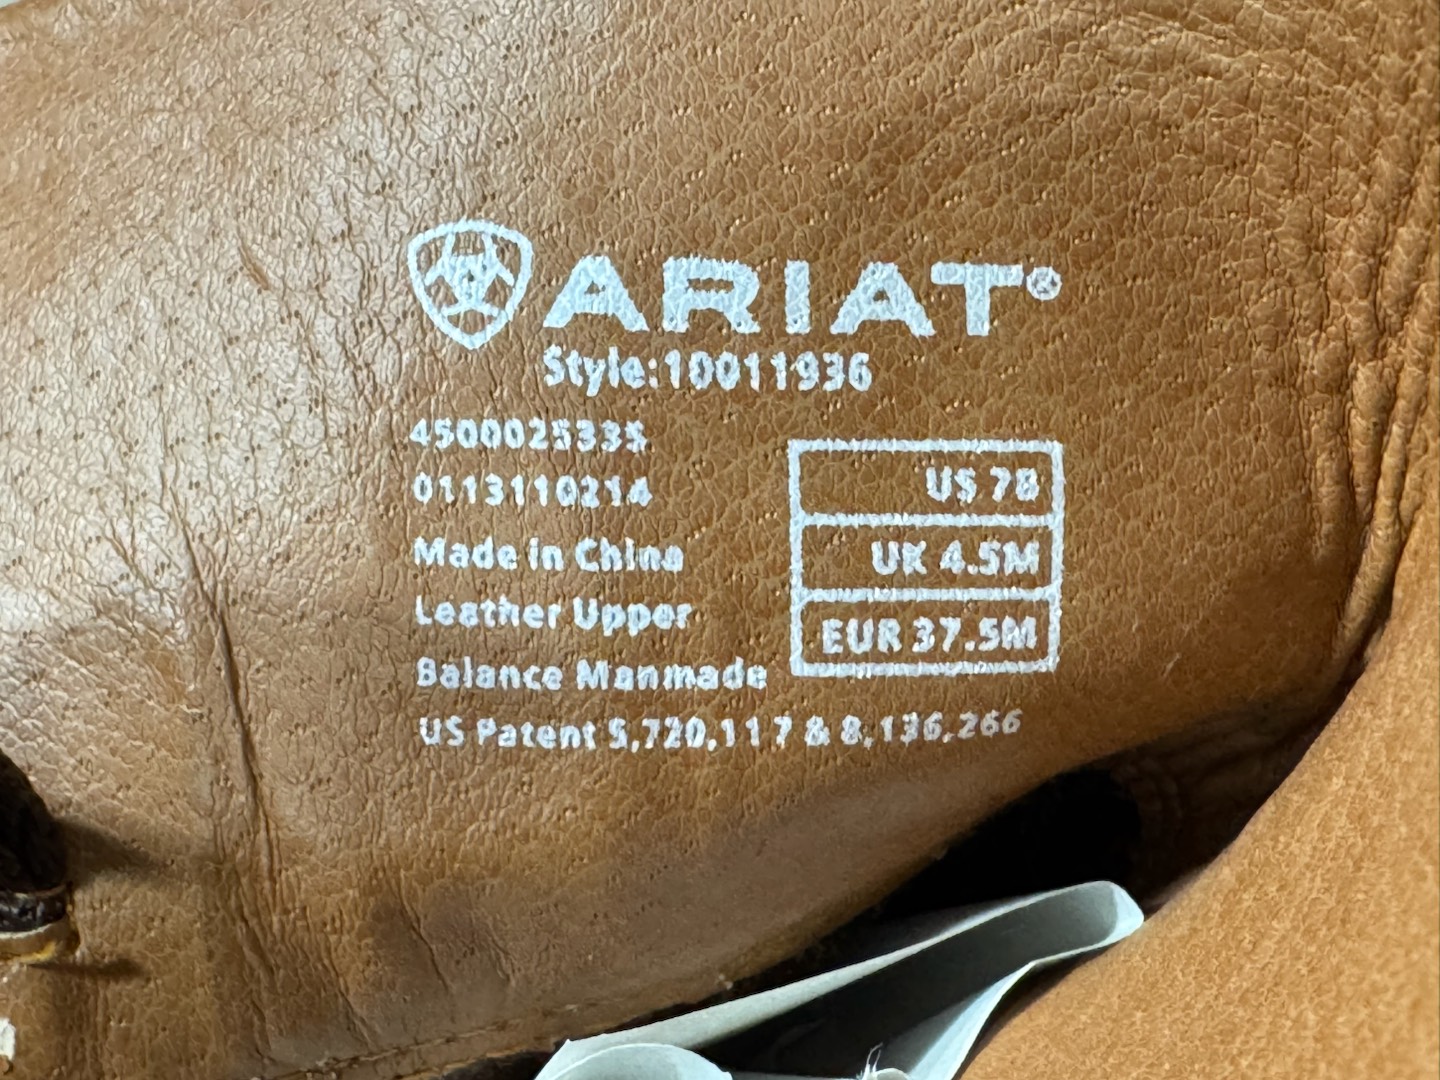 ARIAT®
Style:10011936
4500025335
0113110214
Made in China
Leather Upper
Balance Manmade
US Patent 5,720,117 & 8,136,266
US 7B
UK 4.5M
EUR 37.5M